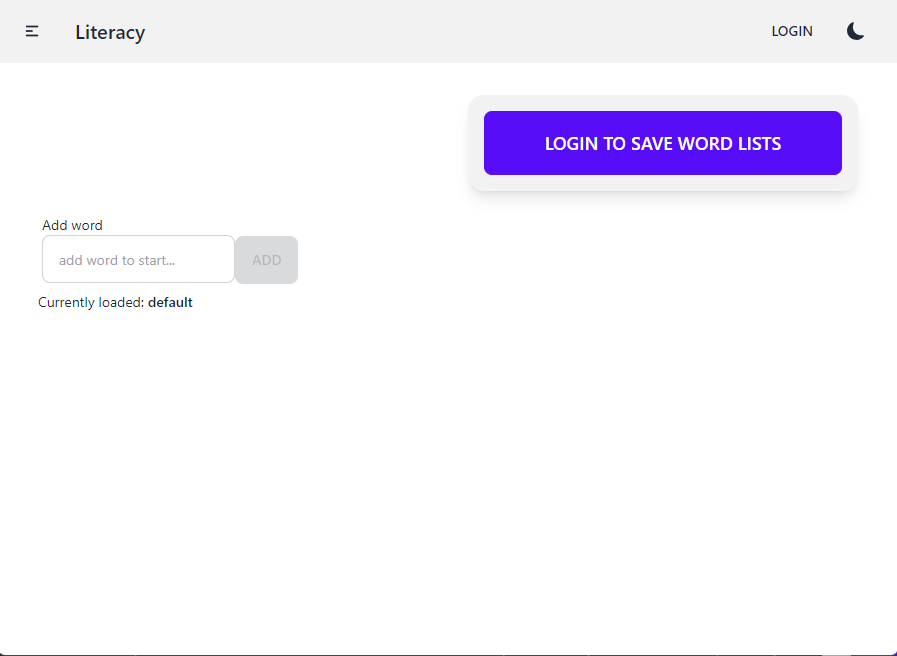 Literacy
LOGIN
LOGIN TO SAVE WORD LISTS
Add word
add word to start...
ADD
Currently loaded: default